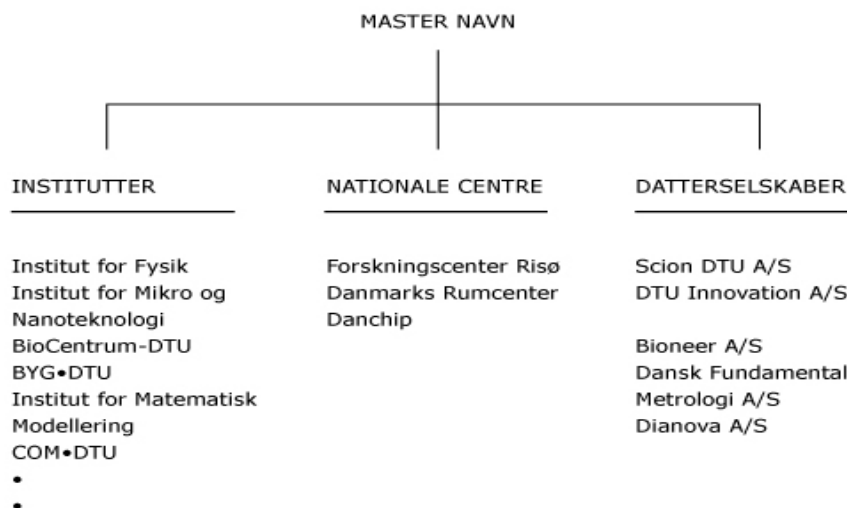 MASTER NAVN
INSTITUTTER
Institut for Fysik
Institut for Mikro og
Nanoteknologi
BioCentrum-DTU
BYG•DTU
Institut for Matematisk
Modellering
COM•DTU
•
•
NATIONALE CENTRE
Forskningscenter Risø
Danmarks Rumcenter
Danchip
DATTERSELSKABER
Scion DTU A/S
DTU Innovation A/S
Bioneer A/S
Dansk Fundamental
Metrologi A/S
Dianova A/S